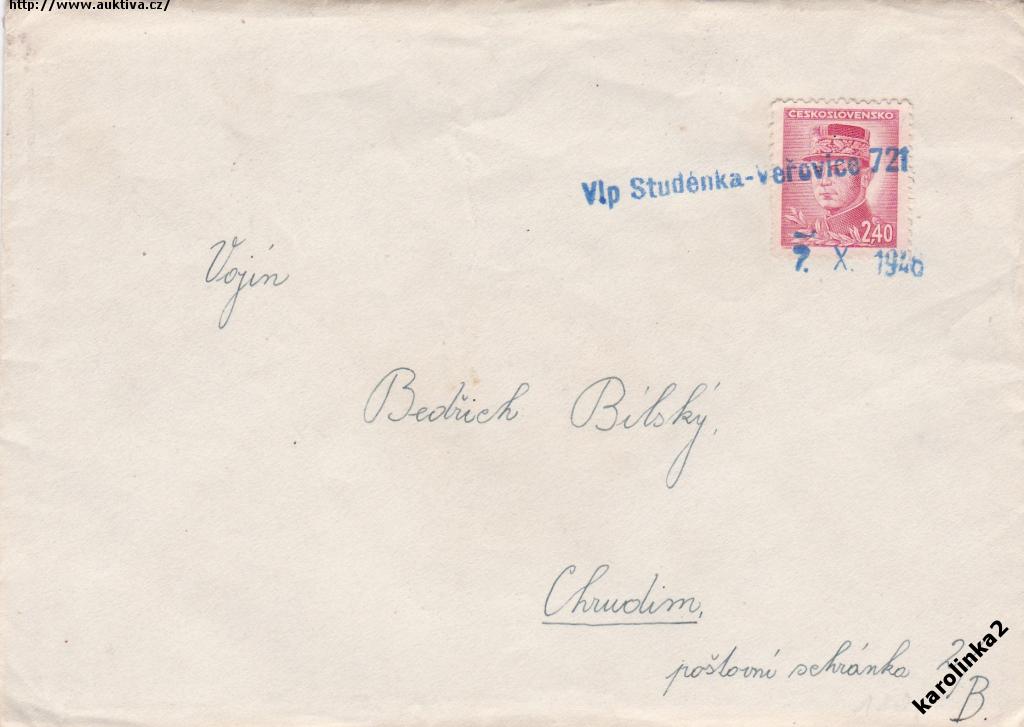 http://www.auktiva.cz/
ČESKOSLOVENSKO
Vlp Studénka-Veřovice 721
2,40
7. X. 1946
Vojín
Bedřich Bílský,
Chrudim,
poštovní schránka 2/B.
karolinka2